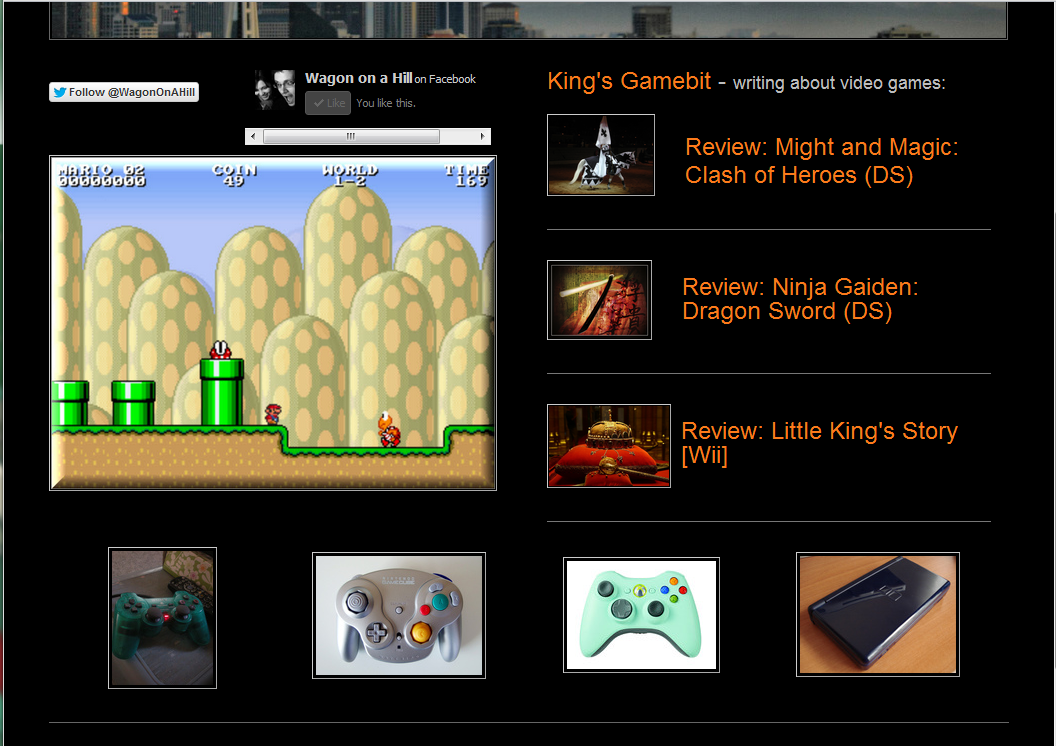 Follow @WagonOnAHill
Wagon on a Hill on Facebook
Like You like this.
MARIO 02 COIN WORLD TIME
00000000 49 1-2 169
King's Gamebit - writing about video games:
Review: Might and Magic:
Clash of Heroes (DS)
Review: Ninja Gaiden:
Dragon Sword (DS)
Review: Little King's Story
[Wii]